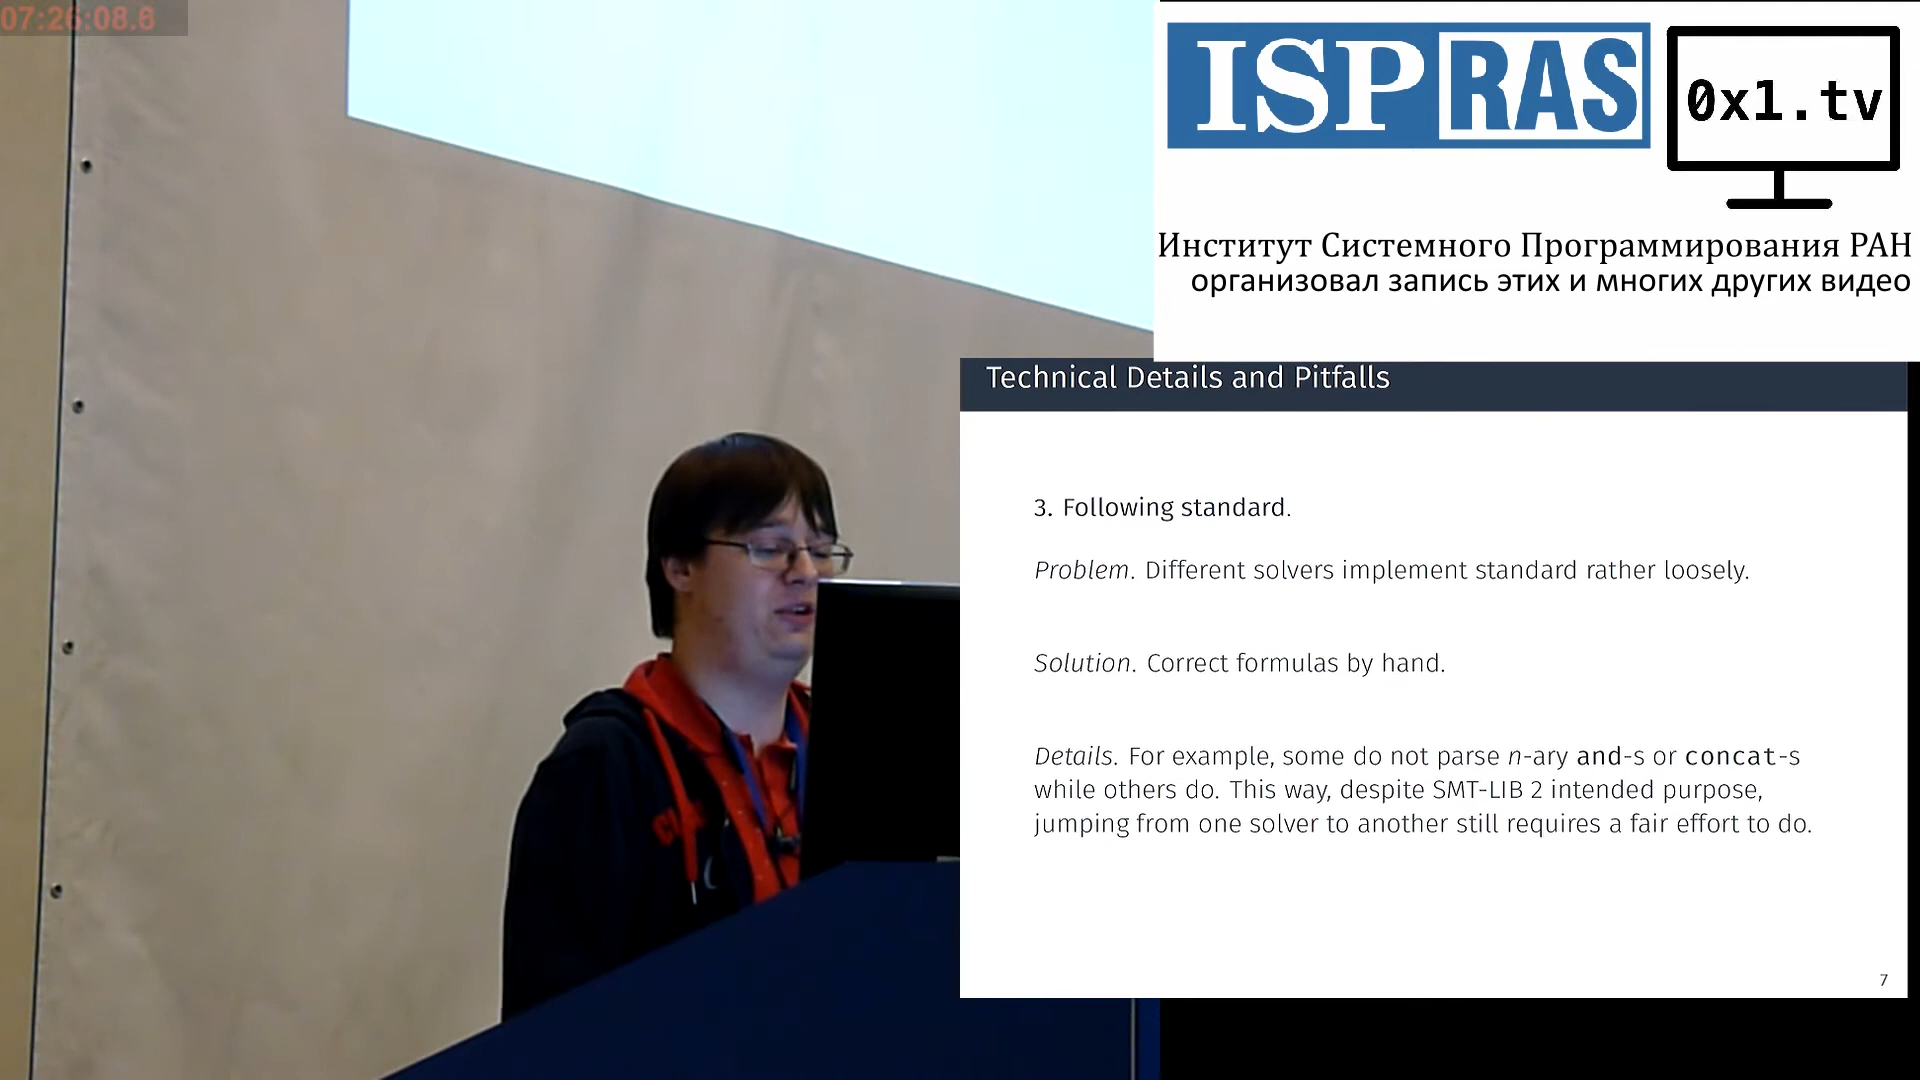 07:26:08.6
ISP RAS
0x1.tv
Институт Системного Программирования РАН
организовал запись этих и многих других видео
Technical Details and Pitfalls
3. Following standard.
Problem. Different solvers implement standard rather loosely.
Solution. Correct formulas by hand.
Details. For example, some do not parse n-ary and-s or concat-s
while others do. This way, despite SMT-LIB 2 intended purpose,
jumping from one solver to another still requires a fair effort to do.
7